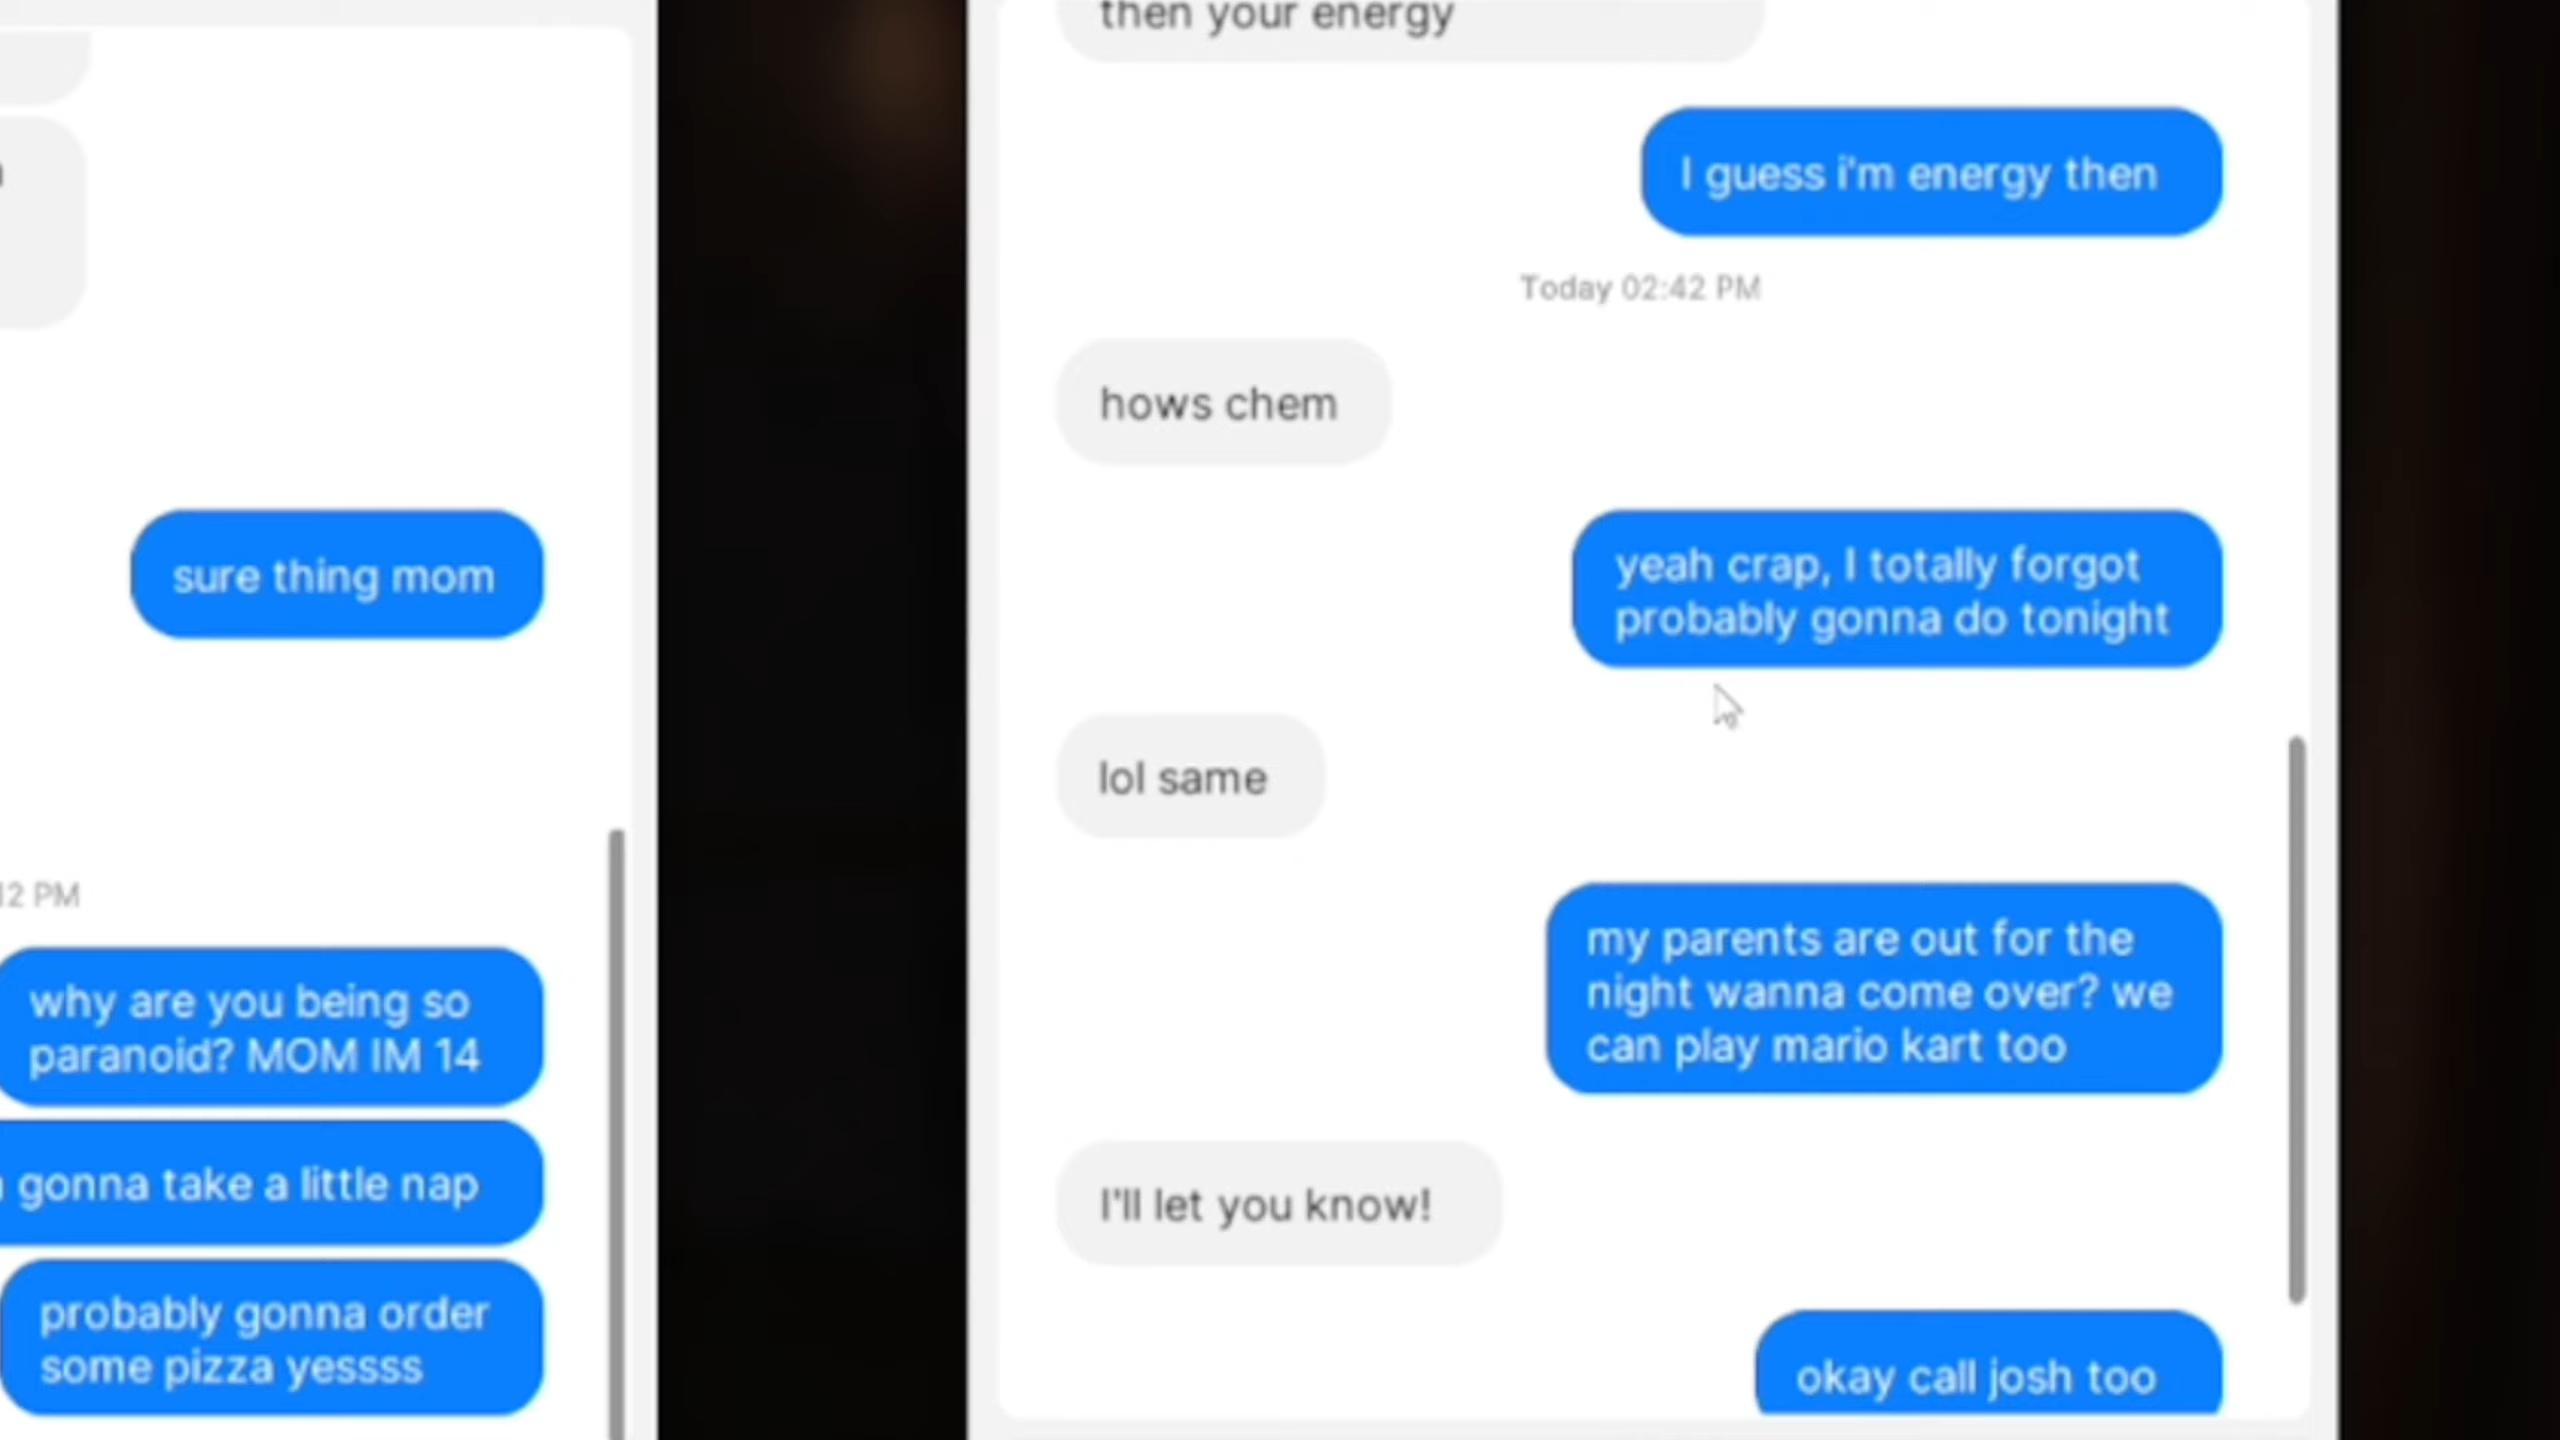 sure thing mom
12 PM
why are you being so
paranoid? MOM IM 14
gonna take a little nap
probably gonna order
some pizza yessss
then your energy
I guess i'm energy then
Today 02:42 PM
hows chem
yeah crap, I totally forgot
probably gonna do tonight
lol same
my parents are out for the
night wanna come over? we
can play mario kart too
I'll let you know!
okay call josh too